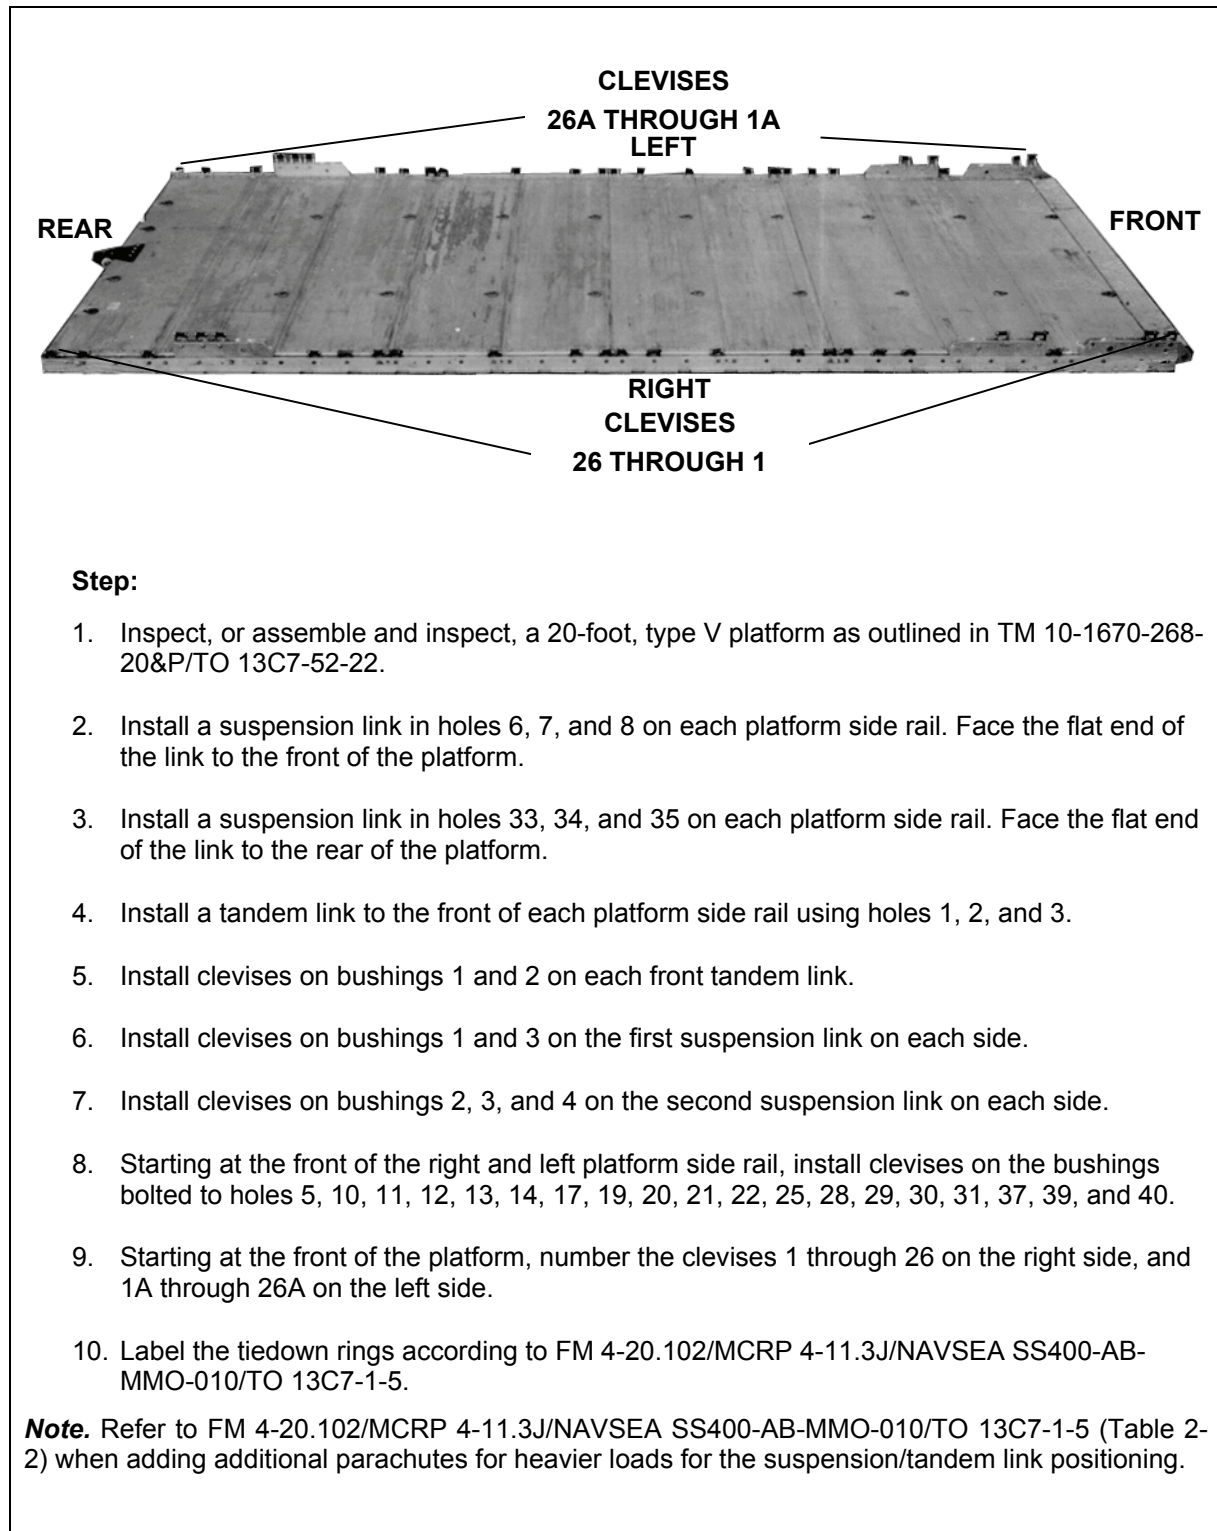 CLEVISES
26A THROUGH 1A
LEFT
REAR
FRONT
RIGHT
CLEVISES
26 THROUGH 1
Step:
1. Inspect, or assemble and inspect, a 20-foot, type V platform as outlined in TM 10-1670-268-
20&P/TO 13C7-52-22.
2. Install a suspension link in holes 6, 7, and 8 on each platform side rail. Face the flat end of
the link to the front of the platform.
3. Install a suspension link in holes 33, 34, and 35 on each platform side rail. Face the flat end
of the link to the rear of the platform.
4. Install a tandem link to the front of each platform side rail using holes 1, 2, and 3.
5. Install clevises on bushings 1 and 2 on each front tandem link.
6. Install clevises on bushings 1 and 3 on the first suspension link on each side.
7. Install clevises on bushings 2, 3, and 4 on the second suspension link on each side.
8. Starting at the front of the right and left platform side rail, install clevises on the bushings
bolted to holes 5, 10, 11, 12, 13, 14, 17, 19, 20, 21, 22, 25, 28, 29, 30, 31, 37, 39, and 40.
9. Starting at the front of the platform, number the clevises 1 through 26 on the right side, and
1A through 26A on the left side.
10. Label the tiedown rings according to FM 4-20.102/MCRP 4-11.3J/NAVSEA SS400-AB-
MMO-010/TO 13C7-1-5.
Note. Refer to FM 4-20.102/MCRP 4-11.3J/NAVSEA SS400-AB-MMO-010/TO 13C7-1-5 (Table 2-
2) when adding additional parachutes for heavier loads for the suspension/tandem link positioning.